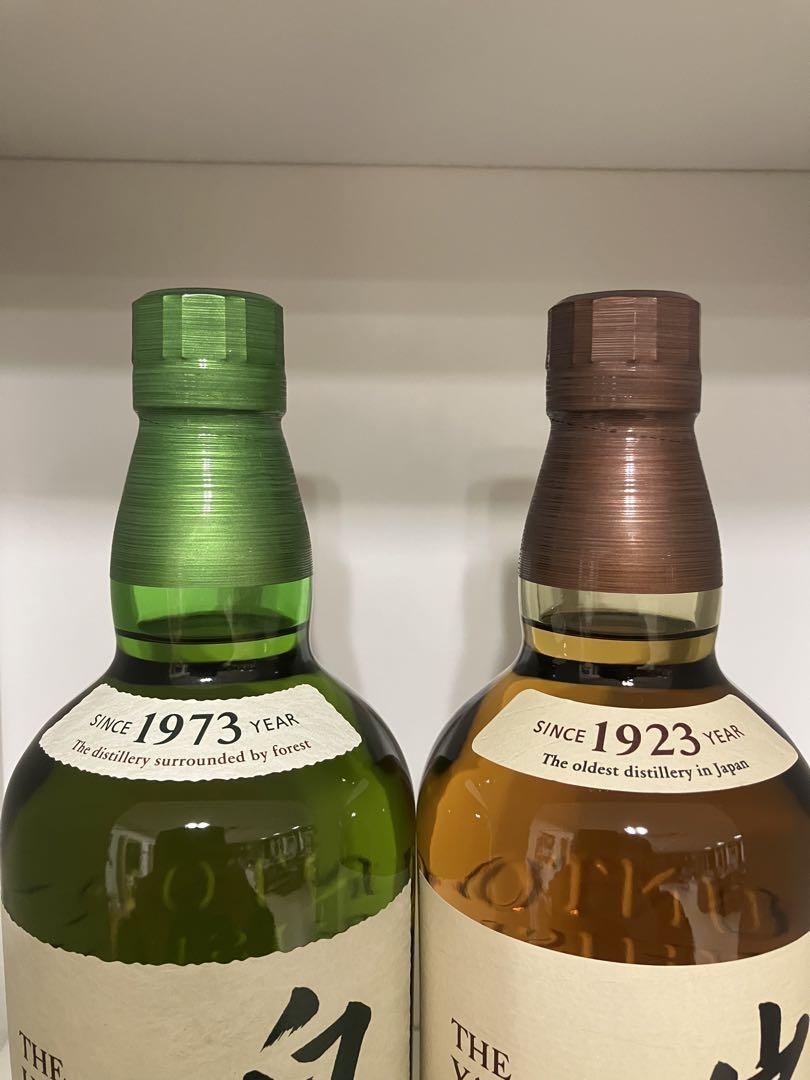 SINCE 1973 YEAR
The distillery surrounded by forest
THE
SINCE 1923 YEAR
The oldest distillery in Japan
THE